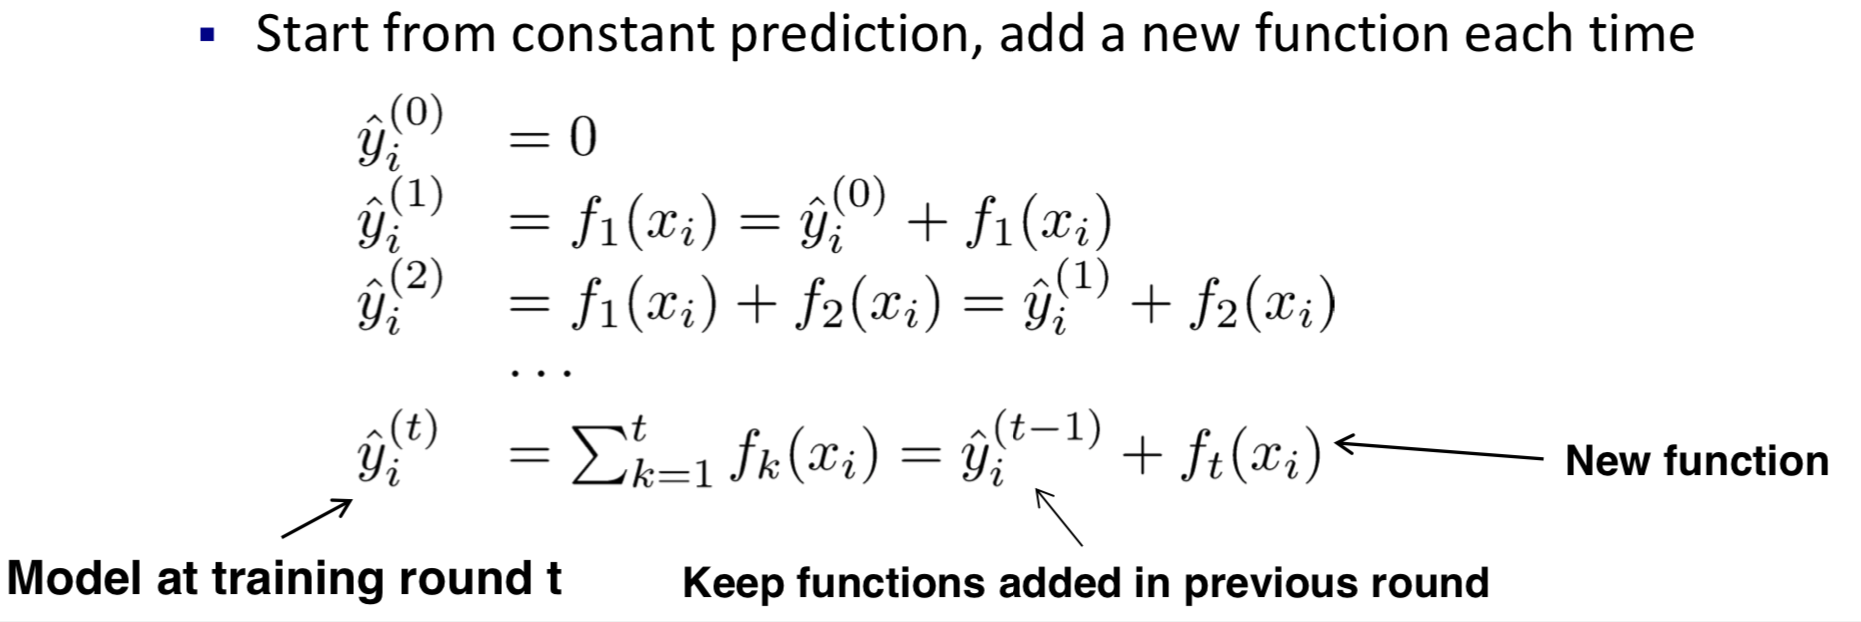 ▪ Start from constant prediction, add a new function each time
$\hat{y}_i^{(0)} = 0$
$\hat{y}_i^{(1)} = f_1(x_i) = \hat{y}_i^{(0)} + f_1(x_i)$
$\hat{y}_i^{(2)} = f_1(x_i) + f_2(x_i) = \hat{y}_i^{(1)} + f_2(x_i)$
$\cdots$
$\hat{y}_i^{(t)} = \sum_{k=1}^{t} f_k(x_i) = \hat{y}_i^{(t-1)} + f_t(x_i)$
New function
Model at training round t
Keep functions added in previous round